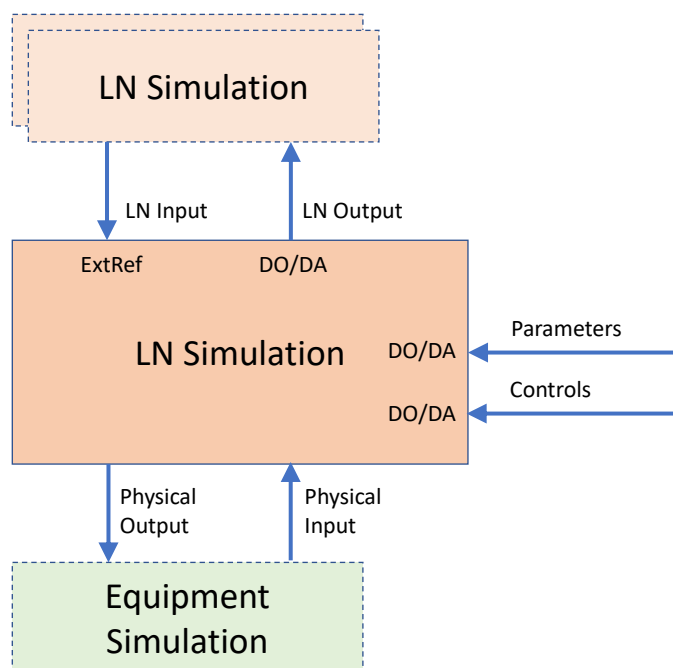 LN Simulation
LN Input
LN Output
ExtRef
DO/DA
LN Simulation
DO/DA
Parameters
DO/DA
Controls
Physical
Output
Physical
Input
Equipment
Simulation